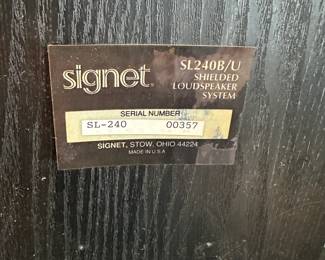 signet®
SL240B/U
SHIELDED
LOUDSPEAKER
SYSTEM
SERIAL NUMBER
SL-240 00357
SIGNET, STOW, OHIO 44224
MADE IN U.S.A.